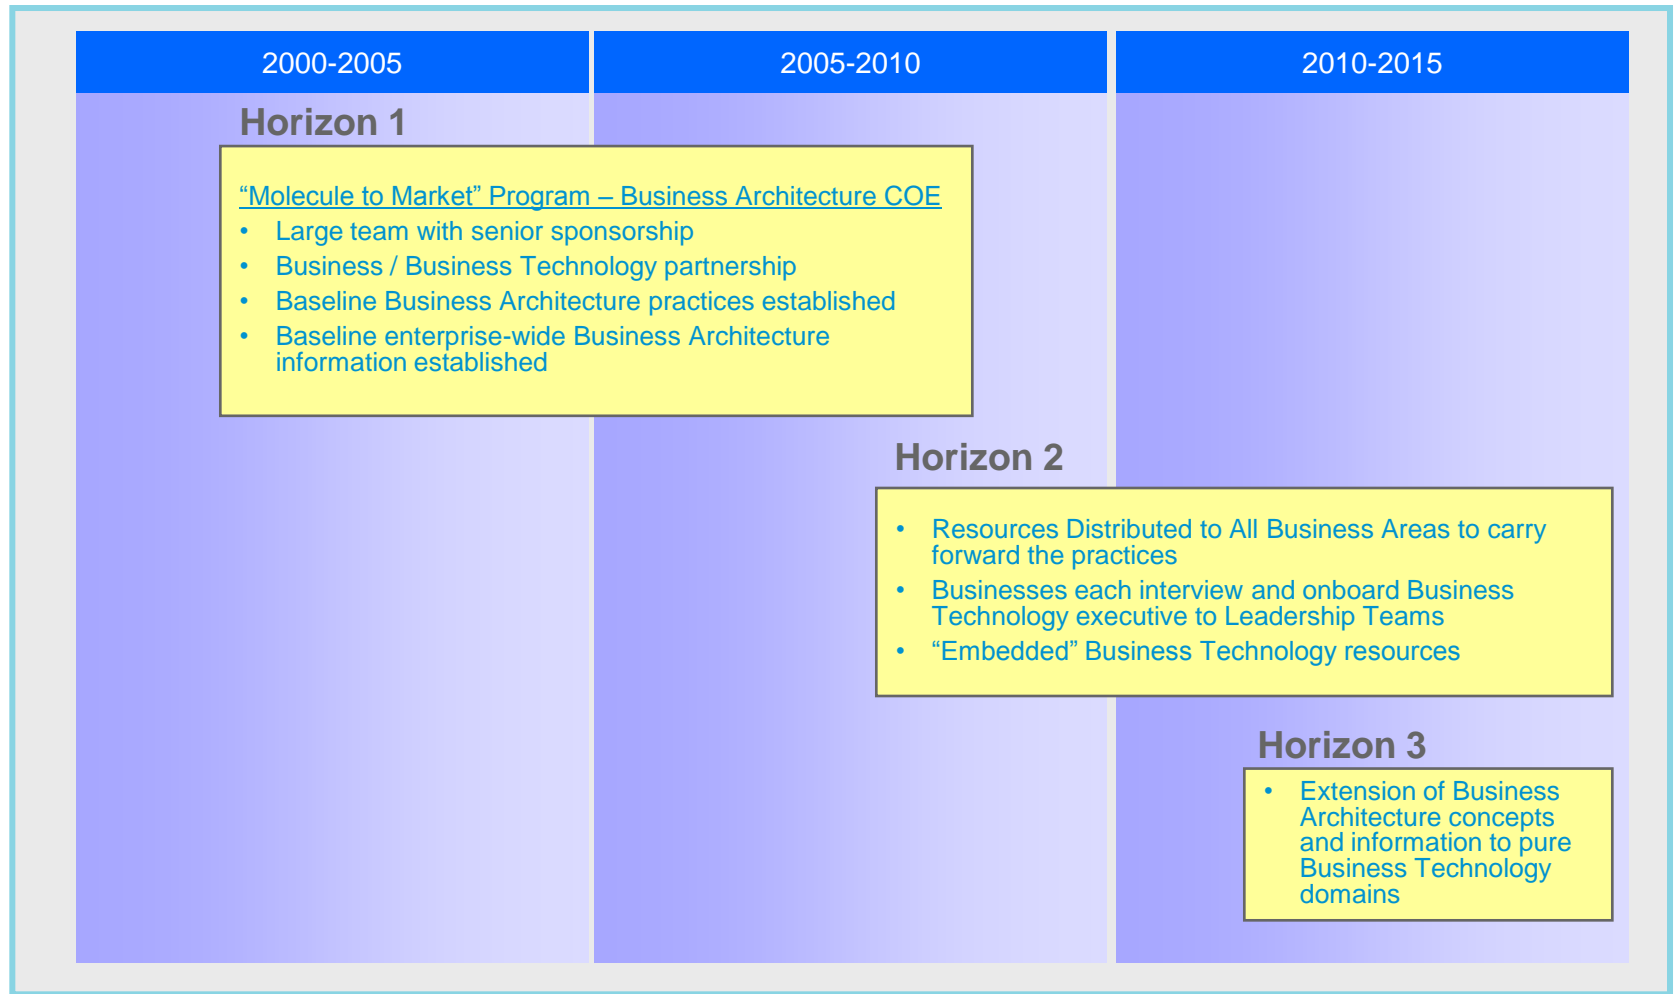 2000-2005
2005-2010
2010-2015
Horizon 1
“Molecule to Market” Program – Business Architecture COE
• Large team with senior sponsorship
• Business / Business Technology partnership
• Baseline Business Architecture practices established
• Baseline enterprise-wide Business Architecture
information established
Horizon 2
• Resources Distributed to All Business Areas to carry
forward the practices
• Businesses each interview and onboard Business
Technology executive to Leadership Teams
• “Embedded” Business Technology resources
Horizon 3
• Extension of Business
Architecture concepts
and information to pure
Business Technology
domains